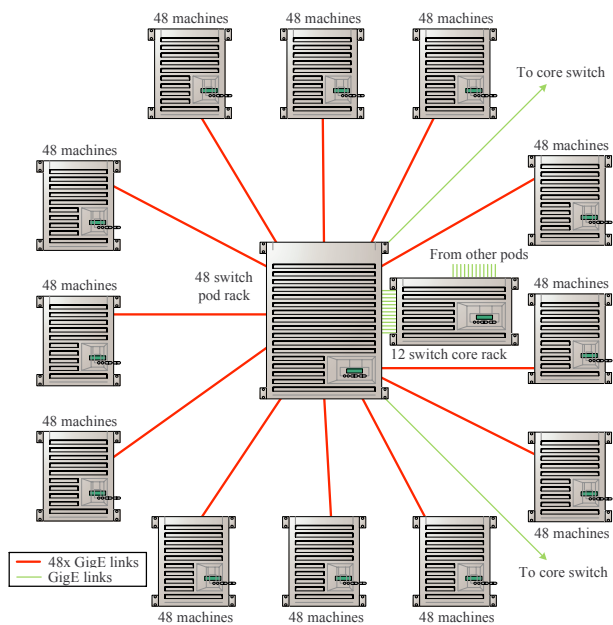 48 machines
48 machines
48 machines
To core switch
48 machines
48 machines
From other pods
48 switch
pod rack
48 machines
48 machines
12 switch core rack
48 machines
48 machines
48x GigE links
GigE links
To core switch
48 machines
48 machines
48 machines